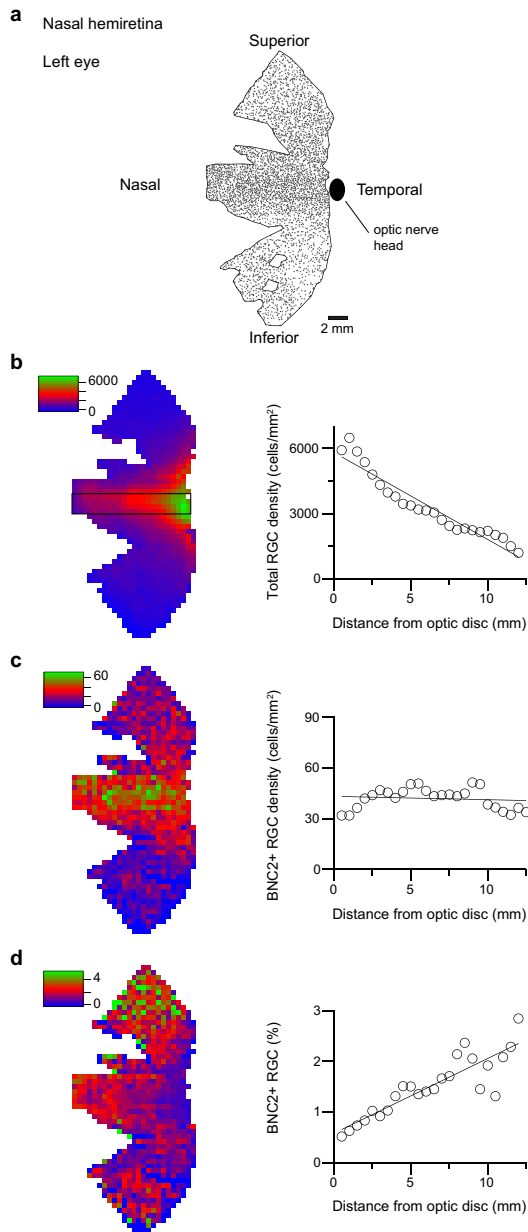 a
Nasal hemiretina
Left eye
Superior
Nasal
Temporal
optic nerve
head
2 mm
Inferior
b
6000
0
Total RGC density (cells/mm²)
6000
3000
0
0 5 10
Distance from optic disc (mm)
c
60
0
BNC2+ RGC density (cells/mm²)
90
60
30
0
0 5 10
Distance from optic disc (mm)
d
4
0
BNC2+ RGC (%)
3
2
1
0
0 5 10
Distance from optic disc (mm)